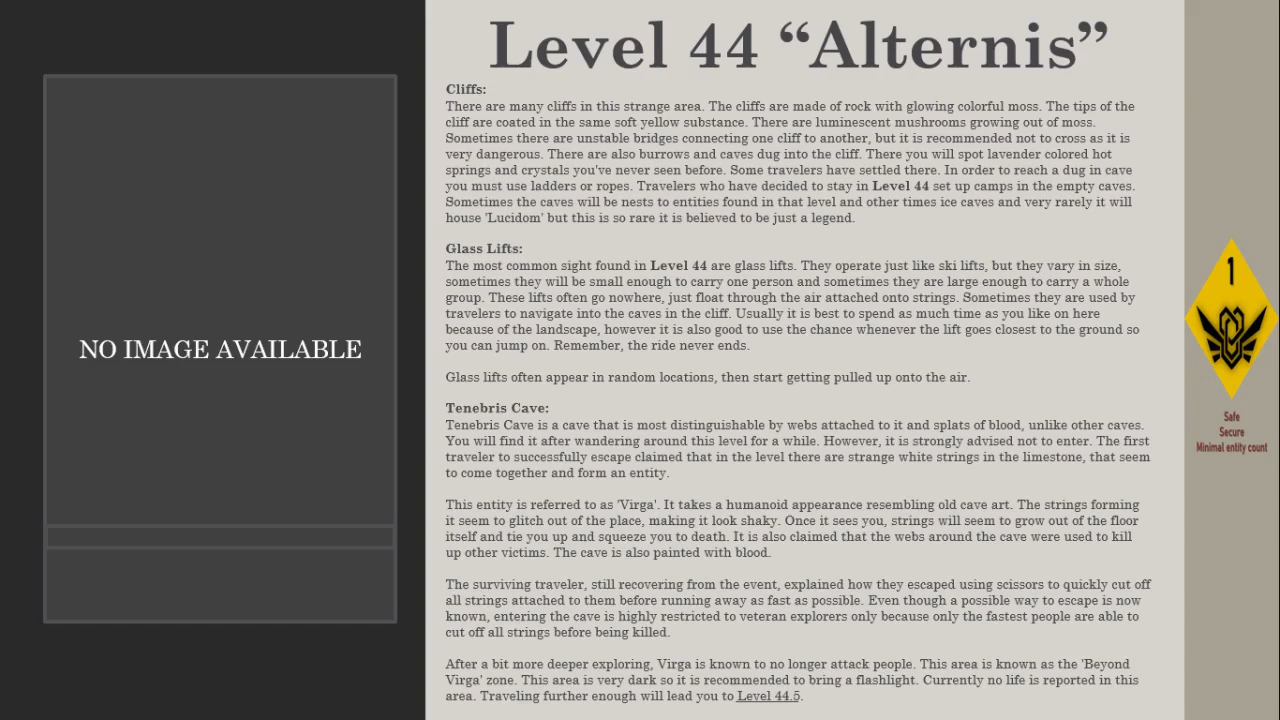 Level 44 “Alternis”
Cliffs:
There are many cliffs in this strange area. The cliffs are made of rock with glowing colorful moss. The tips of the
cliff are coated in the same soft yellow substance. There are luminescent mushrooms growing out of moss.
Sometimes there are unstable bridges connecting one cliff to another, but it is recommended not to cross as it is
very dangerous. There are also burrows and caves dug into the cliff. There you will spot lavender colored hot
springs and crystals you've never seen before. Some travelers have settled there. In order to reach a dug in cave
you must use ladders or ropes. Travelers who have decided to stay in Level 44 set up camps in the empty caves.
Sometimes the caves will be nests to entities found in that level and other times ice caves and very rarely it will
house 'Lucidom' but this is so rare it is believed to be just a legend.
Glass Lifts:
The most common sight found in Level 44 are glass lifts. They operate just like ski lifts, but they vary in size,
sometimes they will be small enough to carry one person and sometimes they are large enough to carry a whole
group. These lifts often go nowhere, just float through the air attached onto strings. Sometimes they are used by
travelers to navigate into the caves in the cliff. Usually it is best to spend as much time as you like on here
because of the landscape, however it is also good to use the chance whenever the lift goes closest to the ground so
you can jump on. Remember, the ride never ends.
Glass lifts often appear in random locations, then start getting pulled up onto the air.
Tenebris Cave:
Tenebris Cave is a cave that is most distinguishable by webs attached to it and splats of blood, unlike other caves.
You will find it after wandering around this level for a while. However, it is strongly advised not to enter. The first
traveler to successfully escape claimed that in the level there are strange white strings in the limestone, that seem
to come together and form an entity.
This entity is referred to as 'Virga'. It takes a humanoid appearance resembling old cave art. The strings forming
it seem to glitch out of the place, making it look shaky. Once it sees you, strings will seem to grow out of the floor
itself and tie you up and squeeze you to death. It is also claimed that the webs around the cave were used to kill
up other victims. The cave is also painted with blood.
The surviving traveler, still recovering from the event, explained how they escaped using scissors to quickly cut off
all strings attached to them before running away as fast as possible. Even though a possible way to escape is now
known, entering the cave is highly restricted to veteran explorers only because only the fastest people are able to
cut off all strings before being killed.
After a bit more deeper exploring, Virga is known to no longer attack people. This area is known as the 'Beyond
Virga' zone. This area is very dark so it is recommended to bring a flashlight. Currently no life is reported in this
area. Traveling further enough will lead you to Level 44.5.
NO IMAGE AVAILABLE
1
Safe
Secure
Minimal entity count